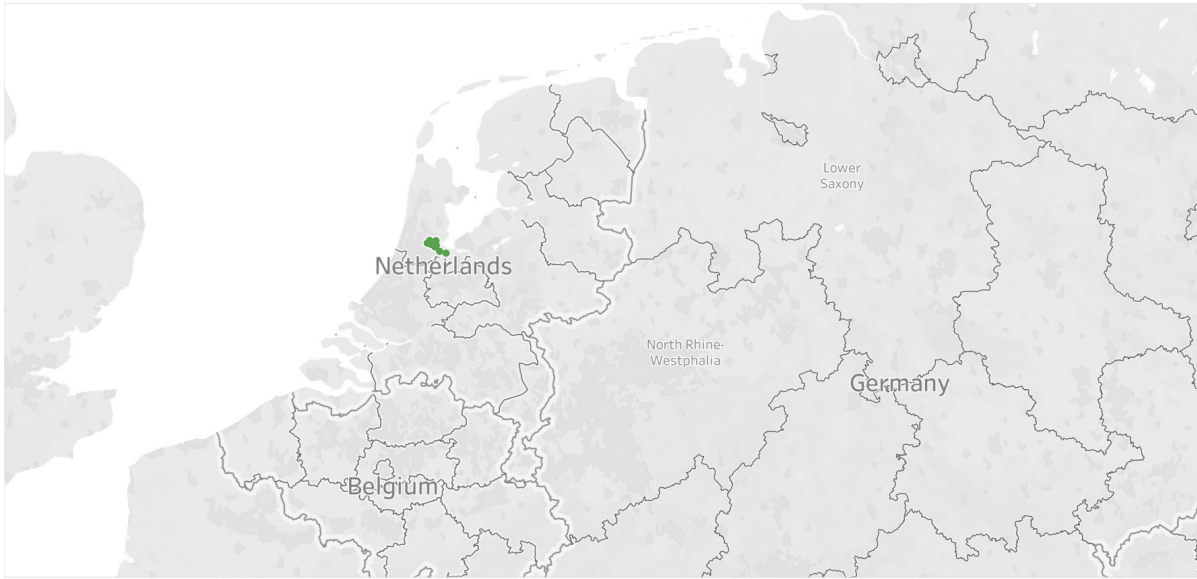 Lower
Saxony
Netherlands
North Rhine-
Westphalia
Germany
Belgium